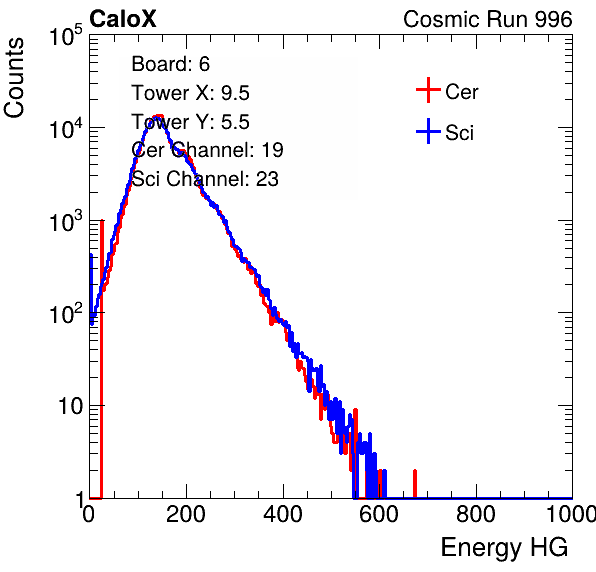 CaloX
Cosmic Run 996
Counts
Board: 6
Tower X: 9.5
Tower Y: 5.5
Cer Channel: 19
Sci Channel: 23
Cer
Sci
10^5
10^4
10^3
10^2
10
1
0 200 400 600 800 1000
Energy HG